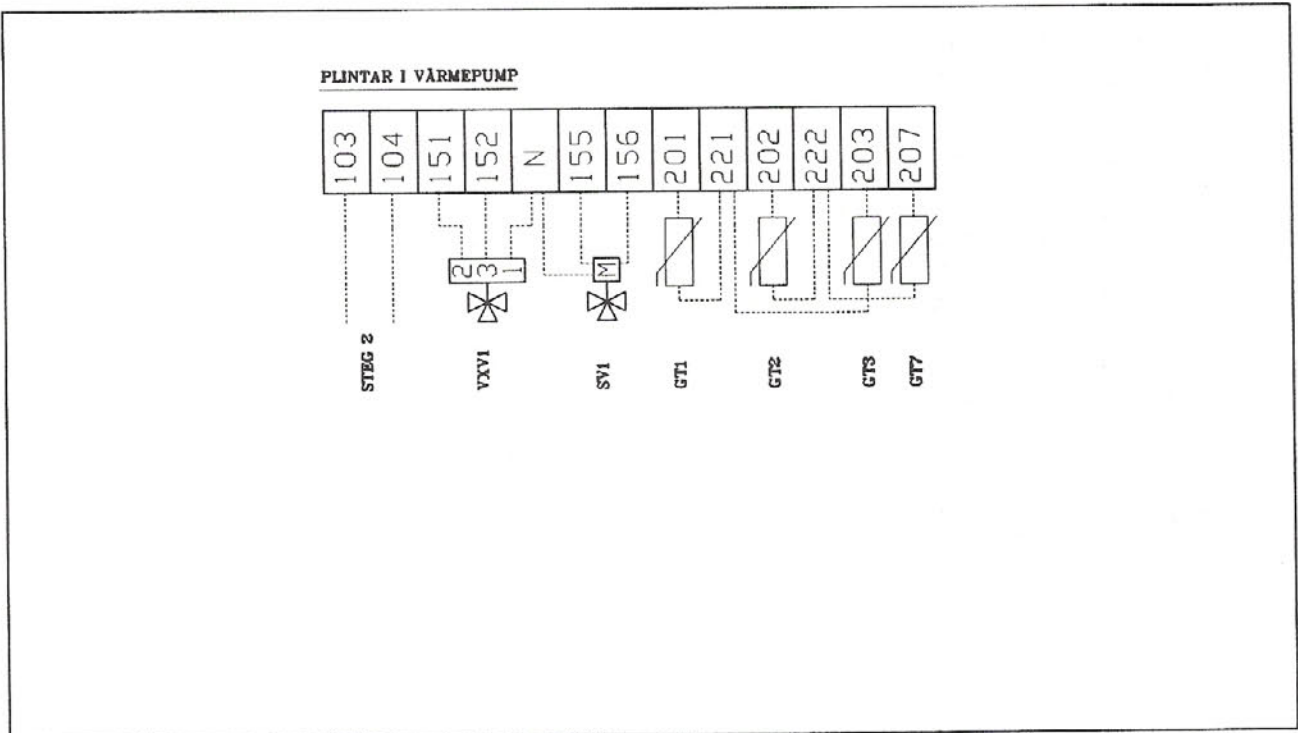 PLINTAR I VÄRMEPUMP
103 104 151 152 N 155 156 201 221 202 222 203 207
2 3 1 M
STEG 2 VXV1 SV1 GT1 GT2 GT3 GT7